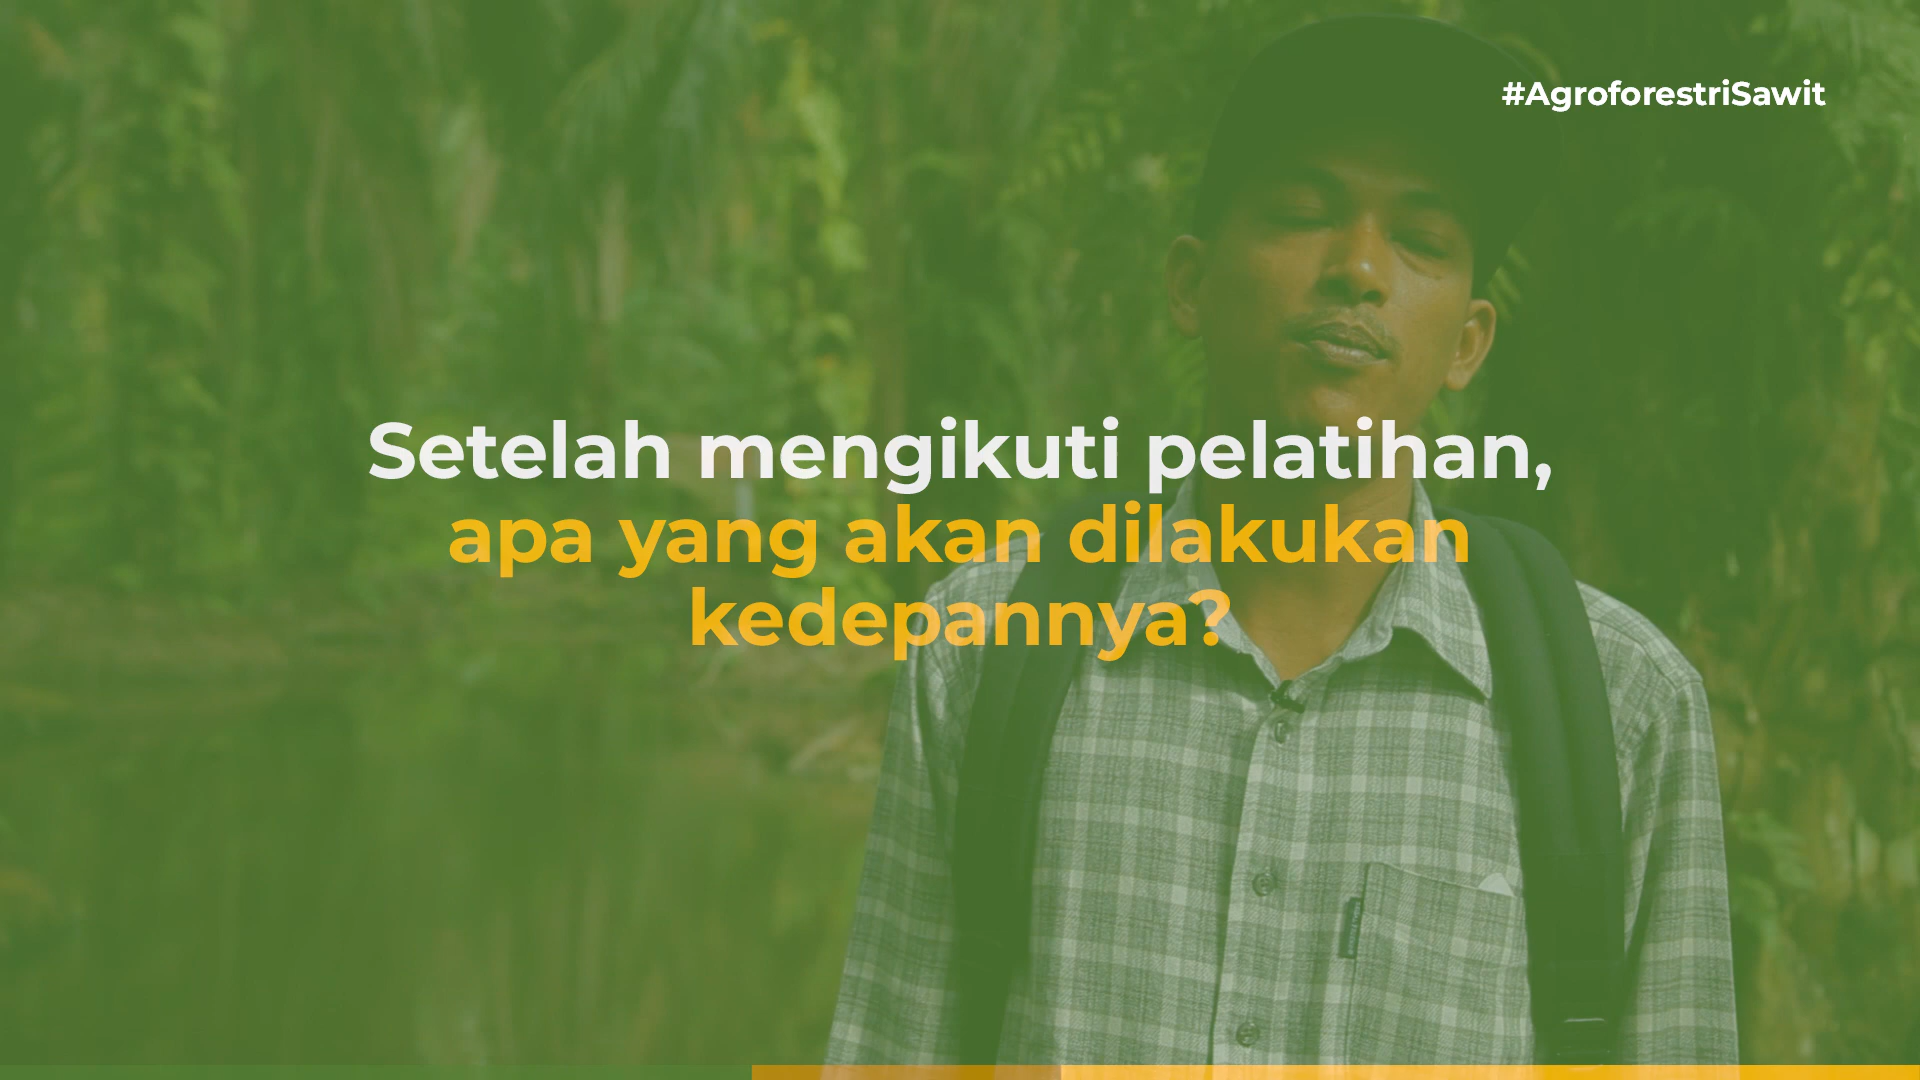 #AgroforestriSawit
Setelah mengikuti pelatihan,
apa yang akan dilakukan
kedepannya?